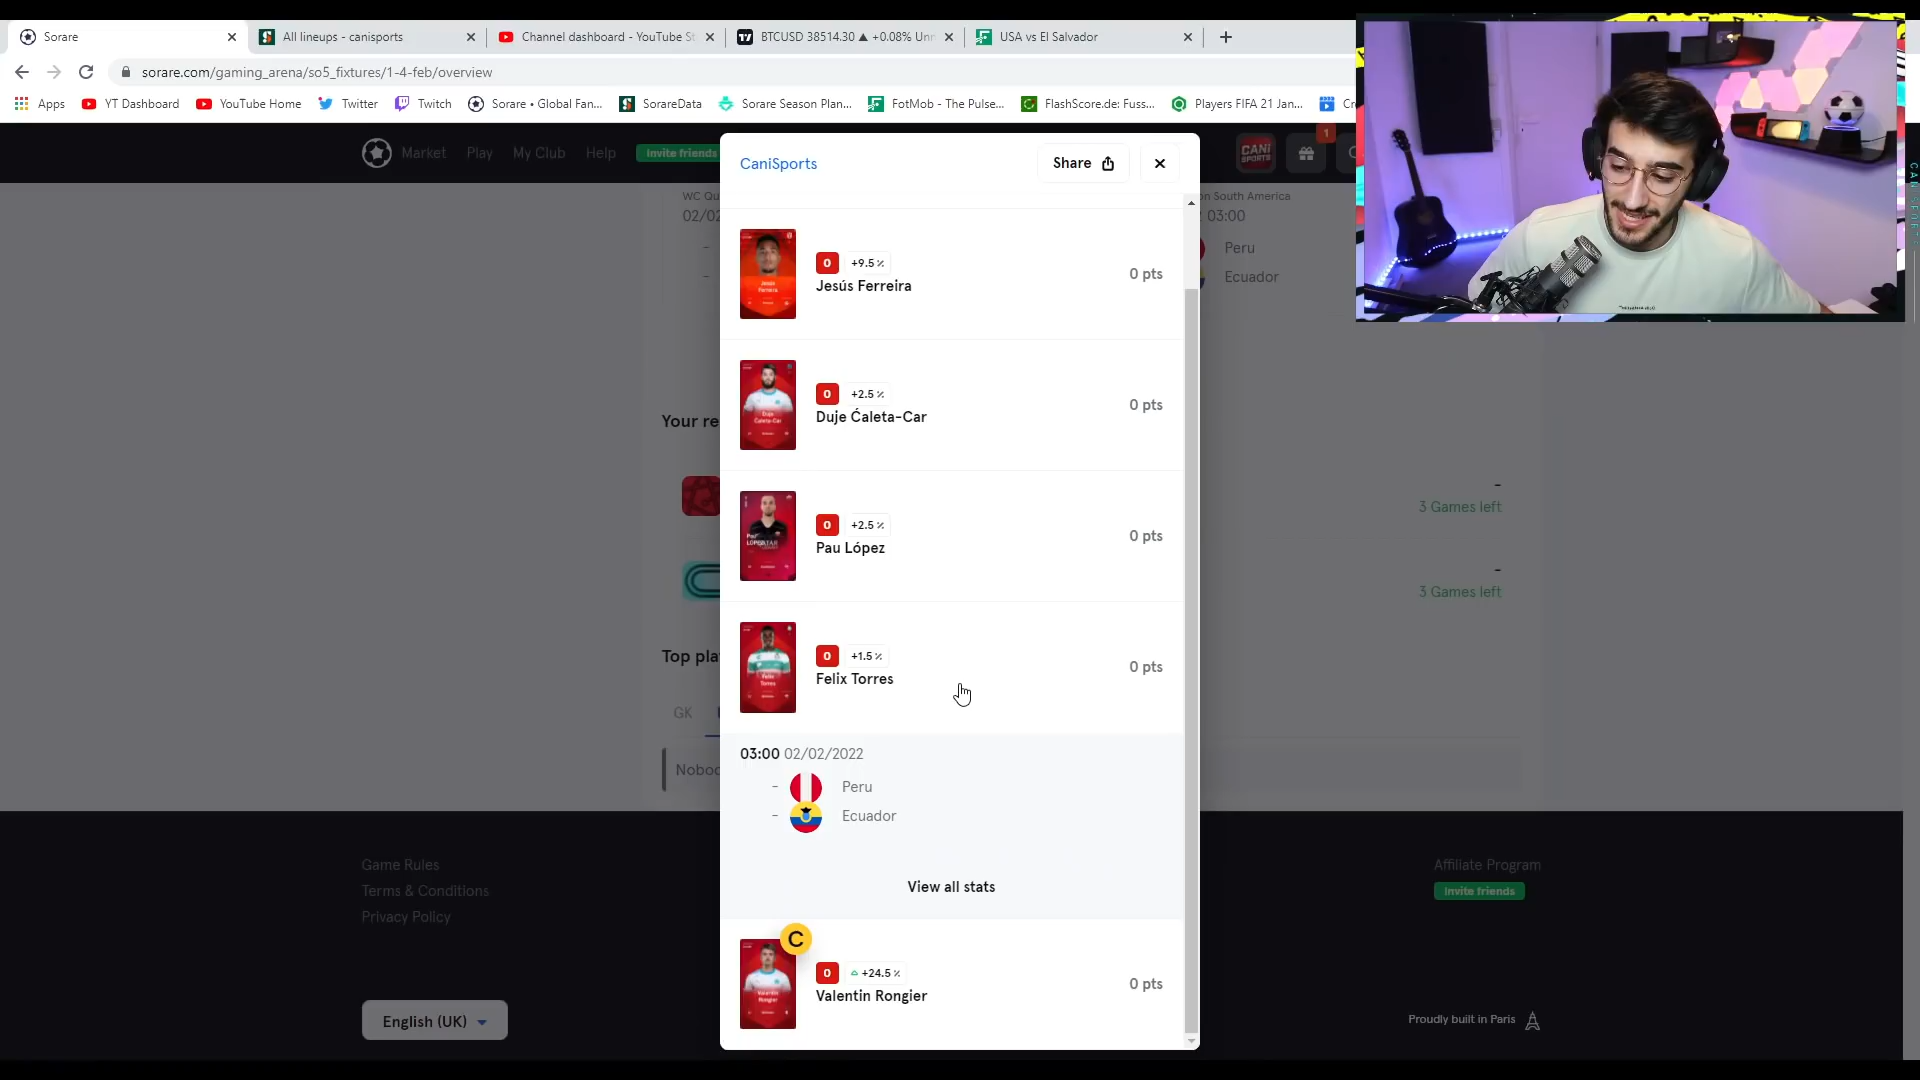 Sorare
All lineups - canisports
Channel dashboard - YouTube St
BTCUSD 38514.30 ▲ +0.08% Unn
USA vs El Salvador
sorare.com/gaming_arena/so5_fixtures/1-4-feb/overview
Apps
YT Dashboard
YouTube Home
Twitter
Twitch
Sorare • Global Fan...
SorareData
Sorare Season Plan...
FotMob - The Pulse...
FlashScore.de: Fuss...
Players FIFA 21 Jan...
Cr
Market
Play
My Club
Help
Invite friends
CANI
SPORTS
1
CaniSports
Share
WC Qu
02/02
on South America
03:00
Peru
Ecuador
0 +9.5%
Jesús Ferreira
0 pts
0 +2.5%
Duje Ćaleta-Car
0 pts
0 +2.5%
Pau López
0 pts
0 +1.5%
Felix Torres
0 pts
03:00 02/02/2022
- Peru
- Ecuador
View all stats
C
0 +24.5%
Valentin Rongier
0 pts
Your re
-
3 Games left
-
3 Games left
Top pla
GK
Noboc
Game Rules
Terms & Conditions
Privacy Policy
English (UK)
Affiliate Program
Invite friends
Proudly built in Paris